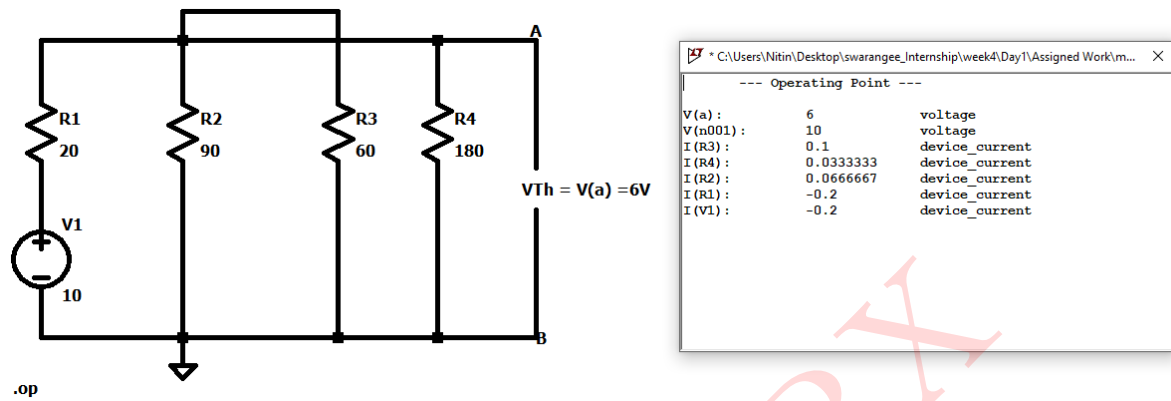 A
R1
20
R2
90
R3
60
R4
180
VTh = V(a) =6V
V1
10
B
.op
* C:\Users\Nitin\Desktop\swarangee_Internship\week4\Day1\Assigned Work\m...
--- Operating Point ---
V(a): 6 voltage
V(n001): 10 voltage
I(R3): 0.1 device_current
I(R4): 0.0333333 device_current
I(R2): 0.0666667 device_current
I(R1): -0.2 device_current
I(V1): -0.2 device_current
X